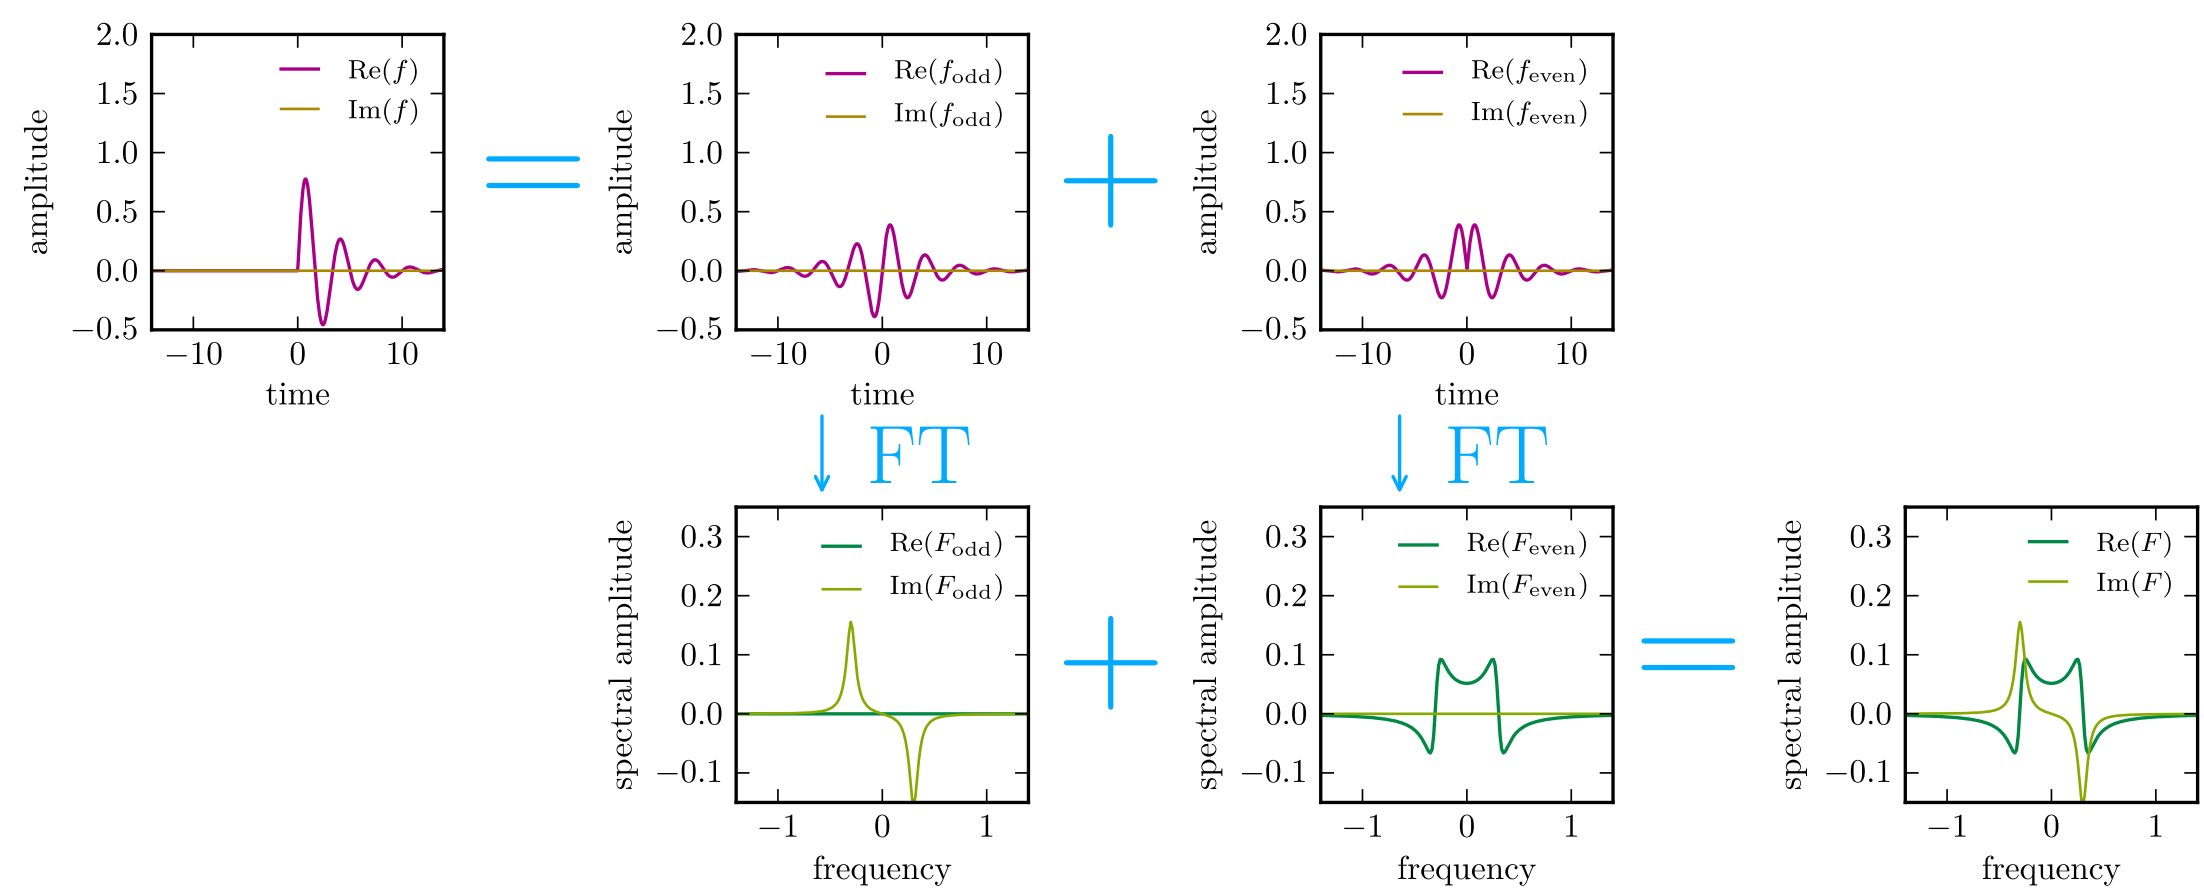 2.0
1.5
1.0
0.5
0.0
−0.5
−10 0 10
amplitude
time
Re(f)
Im(f)
=
2.0
1.5
1.0
0.5
0.0
−0.5
−10 0 10
amplitude
time
Re(f_odd)
Im(f_odd)
+
2.0
1.5
1.0
0.5
0.0
−0.5
−10 0 10
amplitude
time
Re(f_even)
Im(f_even)
↓ FT
↓ FT
0.3
0.2
0.1
0.0
−0.1
−1 0 1
spectral amplitude
frequency
Re(F_odd)
Im(F_odd)
+
0.3
0.2
0.1
0.0
−0.1
−1 0 1
spectral amplitude
frequency
Re(F_even)
Im(F_even)
=
0.3
0.2
0.1
0.0
−0.1
−1 0 1
spectral amplitude
frequency
Re(F)
Im(F)